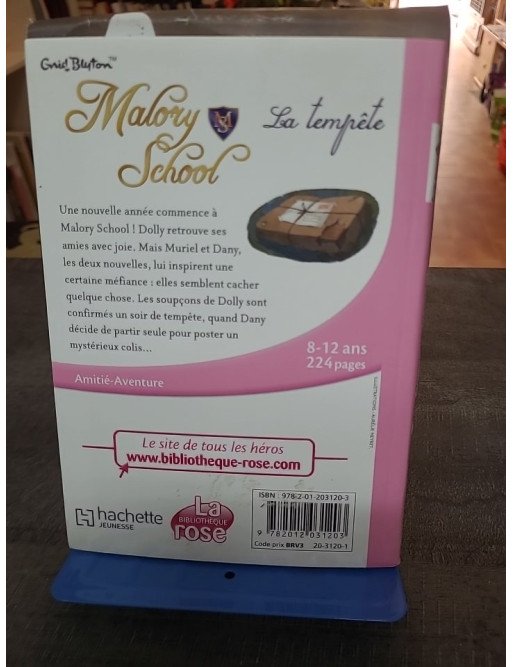 Enid Blyton™
Malory School
La tempête
Une nouvelle année commence à
Malory School ! Dolly retrouve ses
amies avec joie. Mais Muriel et Dany,
les deux nouvelles, lui inspirent une
certaine méfiance : elles semblent cacher
quelque chose. Les soupçons de Dolly sont
confirmés un soir de tempête, quand Dany
décide de partir seule pour poster un
mystérieux colis...
8-12 ans
224 pages
Amitié-Aventure
Le site de tous les héros
www.bibliotheque-rose.com
hachette
JEUNESSE
La
BIBLIOTHÈQUE
rose
ISBN : 978-2-01-203120-3
9 782012 031203
Code prix BRV3 20-3120-1